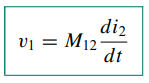 v₁ = M₁₂ di₂/dt